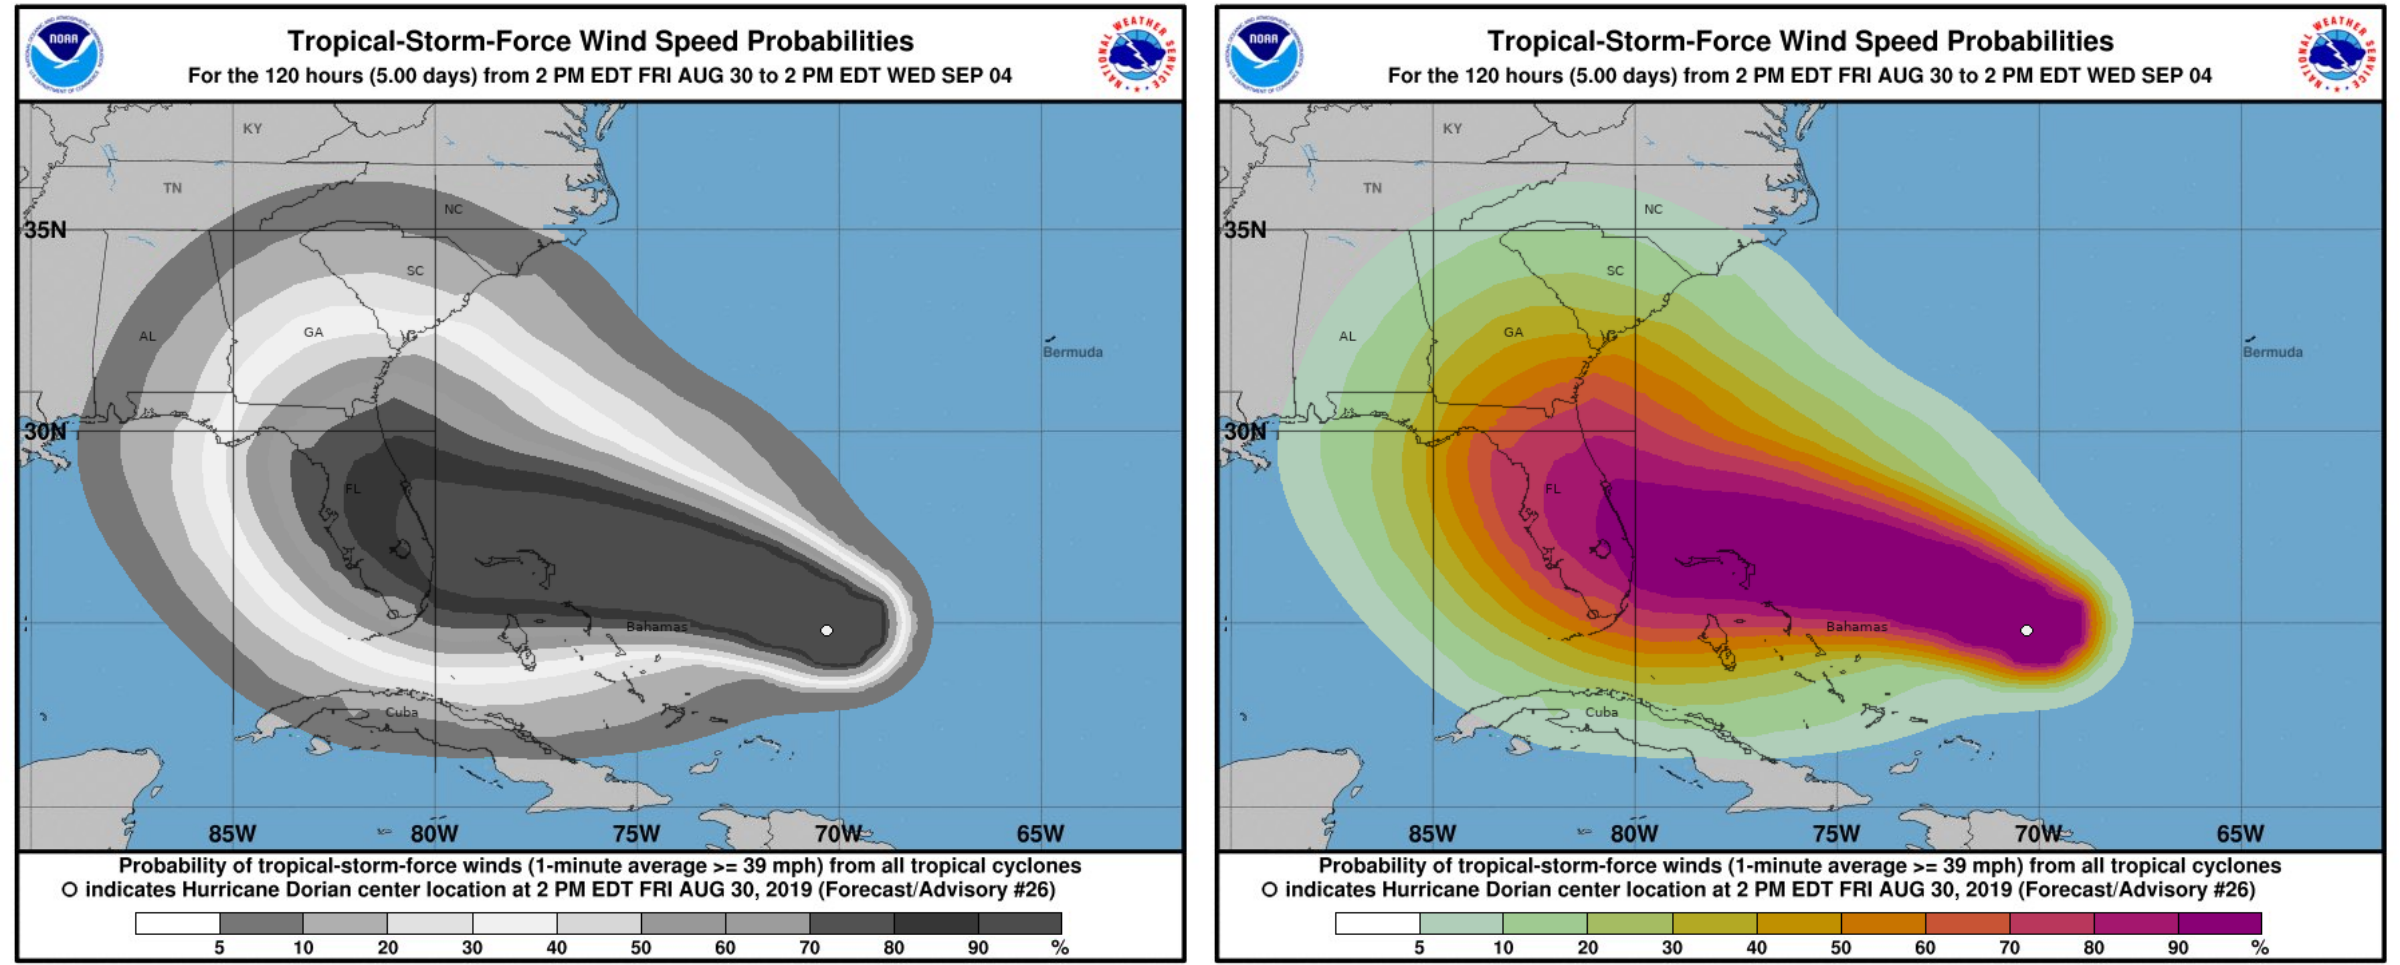 Tropical-Storm-Force Wind Speed Probabilities
For the 120 hours (5.00 days) from 2 PM EDT FRI AUG 30 to 2 PM EDT WED SEP 04
NOAA
NATIONAL WEATHER SERVICE
KY
TN
NC
35N
SC
AL
GA
Bermuda
30N
FL
Bahamas
Cuba
85W
80W
75W
70W
65W
Probability of tropical-storm-force winds (1-minute average >= 39 mph) from all tropical cyclones
indicates Hurricane Dorian center location at 2 PM EDT FRI AUG 30, 2019 (Forecast/Advisory #26)
5 10 20 30 40 50 60 70 80 90 %
Tropical-Storm-Force Wind Speed Probabilities
For the 120 hours (5.00 days) from 2 PM EDT FRI AUG 30 to 2 PM EDT WED SEP 04
NOAA
NATIONAL WEATHER SERVICE
KY
TN
NC
35N
SC
AL
GA
Bermuda
30N
FL
Bahamas
Cuba
85W
80W
75W
70W
65W
Probability of tropical-storm-force winds (1-minute average >= 39 mph) from all tropical cyclones
indicates Hurricane Dorian center location at 2 PM EDT FRI AUG 30, 2019 (Forecast/Advisory #26)
5 10 20 30 40 50 60 70 80 90 %